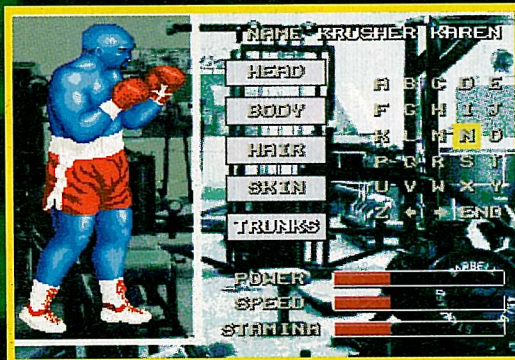 NAME KRUSHER KAREN
HEAD
BODY
HAIR
SKIN
TRUNKS
A B C D E
F G H I J
K L M N O
P Q R S T
U V W X Y
Z ← → END
POWER
SPEED
STAMINA